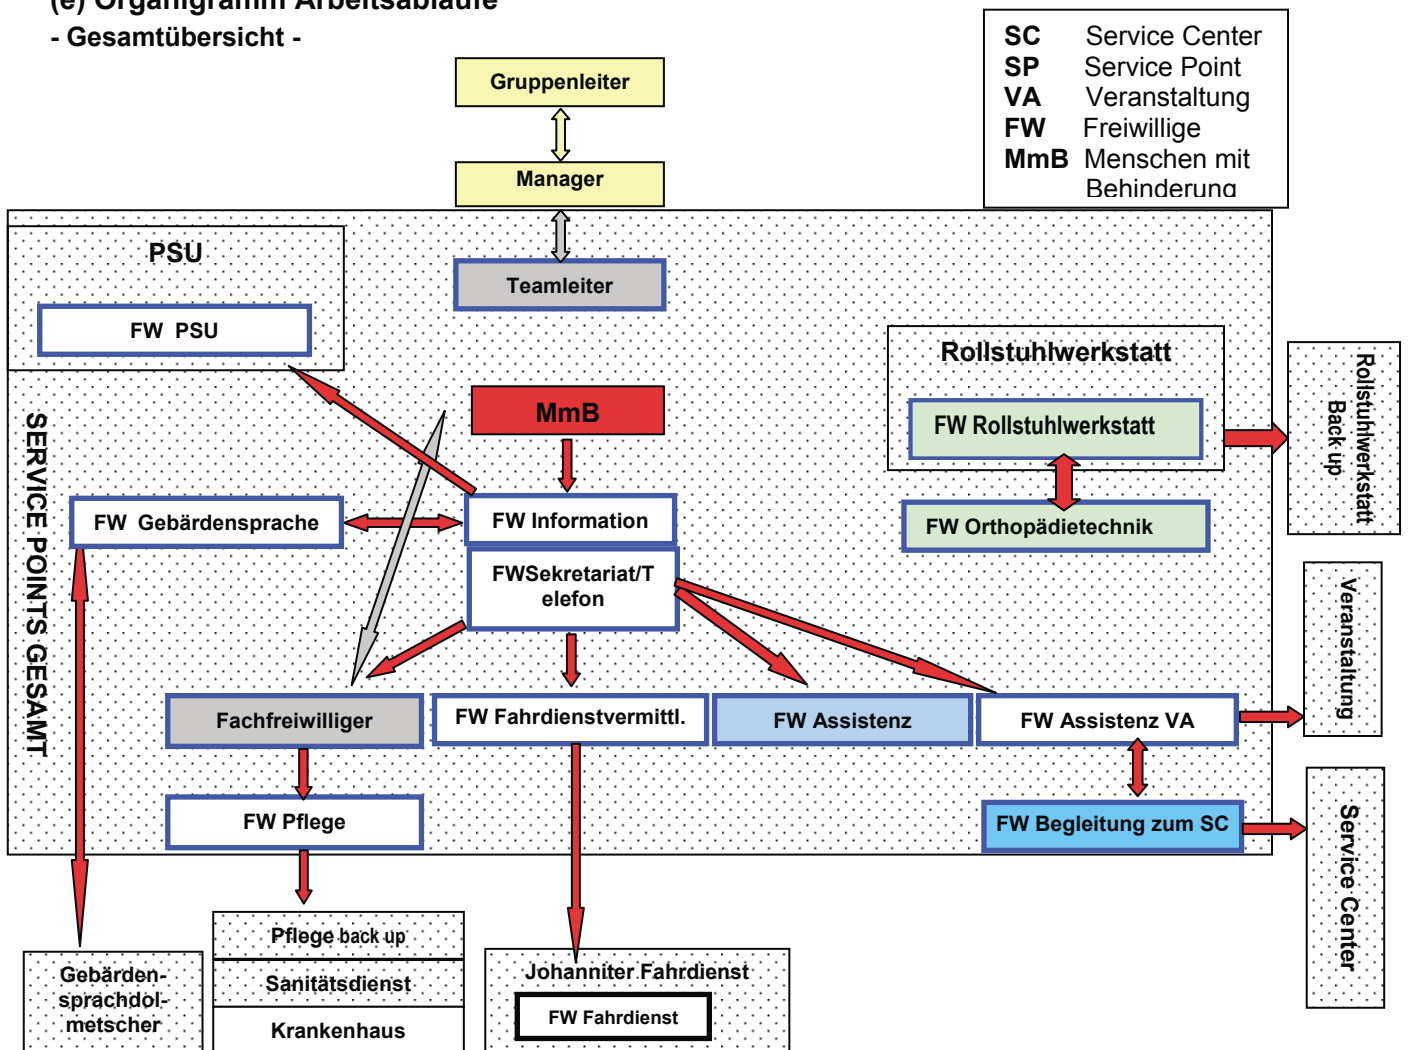 (e) Organigramm Arbeitsabläufe
- Gesamtübersicht -
SC Service Center
SP Service Point
VA Veranstaltung
FW Freiwillige
MmB Menschen mit
Behinderung
Gruppenleiter
Manager
Teamleiter
PSU
FW PSU
MmB
Rollstuhlwerkstatt
FW Rollstuhlwerkstatt
FW Orthopädietechnik
Rollstuhlwerkstatt
Back up
SERVICE POINTS GESAMT
FW Gebärdensprache
FW Information
FWSekretariat/T
elefon
Veranstaltung
Fachfreiwilliger
FW Fahrdienstvermittl.
FW Assistenz
FW Assistenz VA
FW Pflege
FW Begleitung zum SC
Service Center
Gebärden-
sprachdol-
metscher
Pflege back up
Sanitätsdienst
Krankenhaus
Johanniter Fahrdienst
FW Fahrdienst